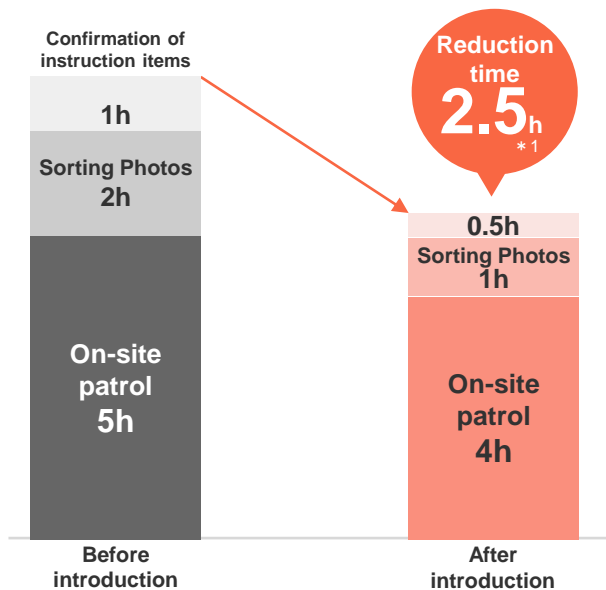 Confirmation of
instruction items
1h
Sorting Photos
2h
On-site
patrol
5h
Before
introduction
Reduction
time
2.5h
*1
0.5h
Sorting Photos
1h
On-site
patrol
4h
After
introduction